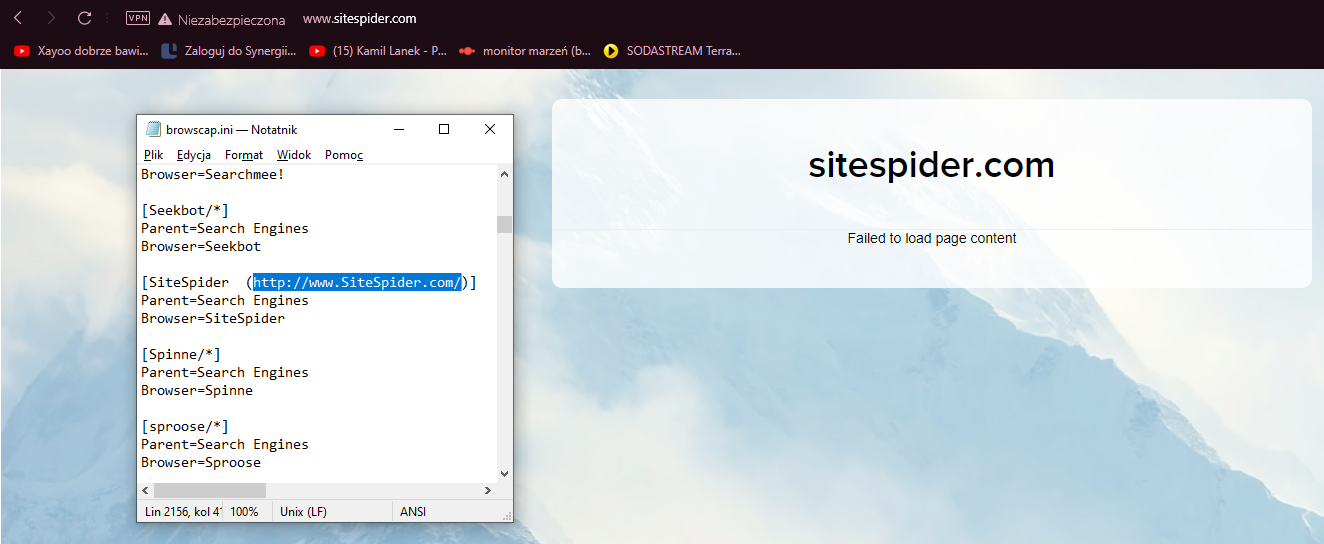 VPN Niezabezpieczona www.sitespider.com
Xayoo dobrze bawi... Zaloguj do Synergii... (15) Kamil Lanek - P... monitor marzeń (b... SODASTREAM Terra...
browscap.ini — Notatnik
Plik Edycja Format Widok Pomoc
Browser=Searchmee!
[Seekbot/*]
Parent=Search Engines
Browser=Seekbot
[SiteSpider  (http://www.SiteSpider.com/)]
Parent=Search Engines
Browser=SiteSpider
[Spinne/*]
Parent=Search Engines
Browser=Spinne
[sproose/*]
Parent=Search Engines
Browser=Sproose
Lin 2156, kol 41 100% Unix (LF) ANSI
sitespider.com
Failed to load page content